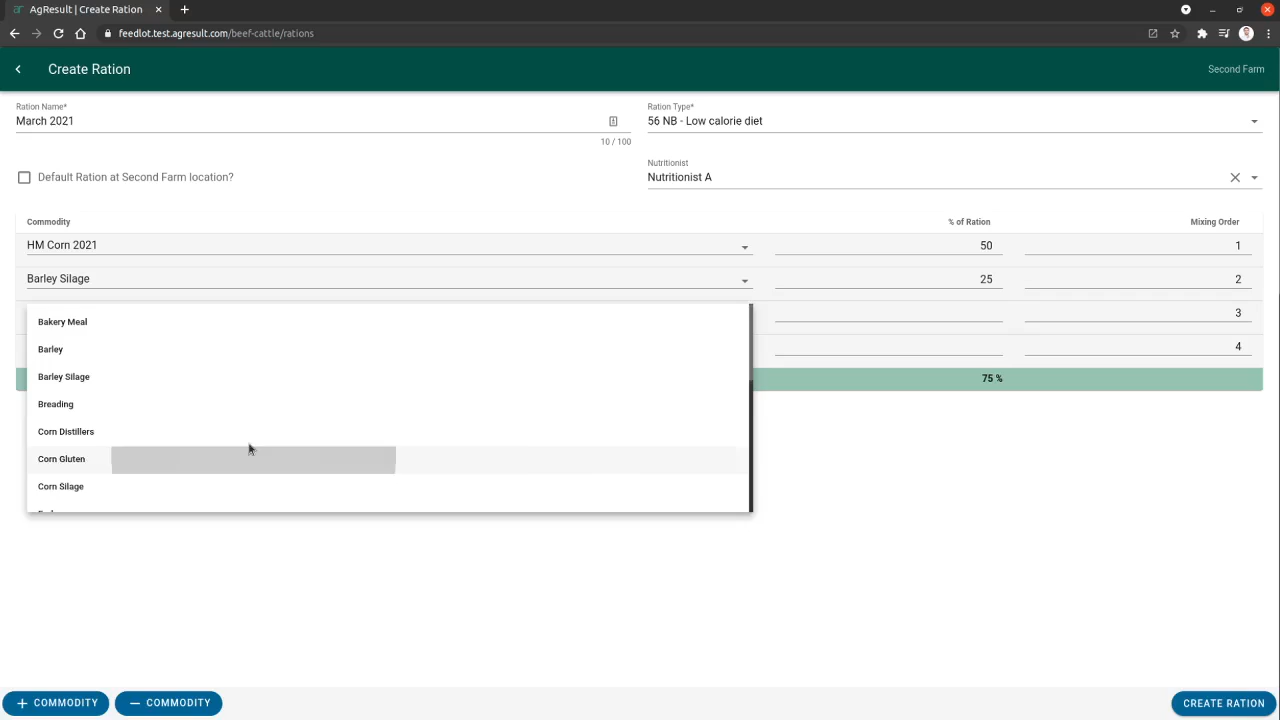 AgResult | Create Ration
feedlot.test.agresult.com/beef-cattle/rations
Create Ration
Second Farm
Ration Name*
March 2021
10 / 100
Ration Type*
56 NB - Low calorie diet
Default Ration at Second Farm location?
Nutritionist
Nutritionist A
Commodity % of Ration Mixing Order
HM Corn 2021 50 1
Barley Silage 25 2
3
4
75 %
Bakery Meal
Barley
Barley Silage
Breading
Corn Distillers
Corn Gluten
Corn Silage
+ COMMODITY
— COMMODITY
CREATE RATION